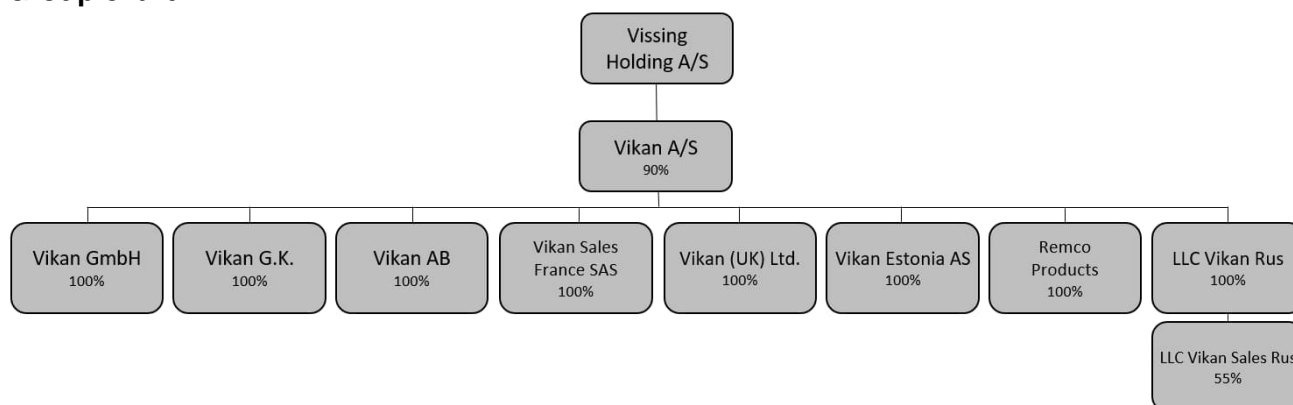 Vissing
Holding A/S
Vikan A/S
90%
Vikan GmbH
100%
Vikan G.K.
100%
Vikan AB
100%
Vikan Sales
France SAS
100%
Vikan (UK) Ltd.
100%
Vikan Estonia AS
100%
Remco
Products
100%
LLC Vikan Rus
100%
LLC Vikan Sales Rus
55%